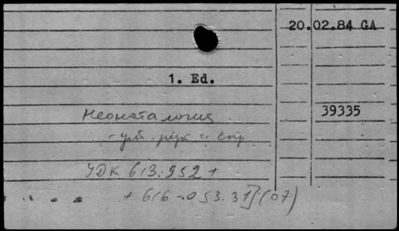 20.02.84 GA
1. Ed.
Неонатология
39335
УДК 613.952 +
+ 616-053.31](07)